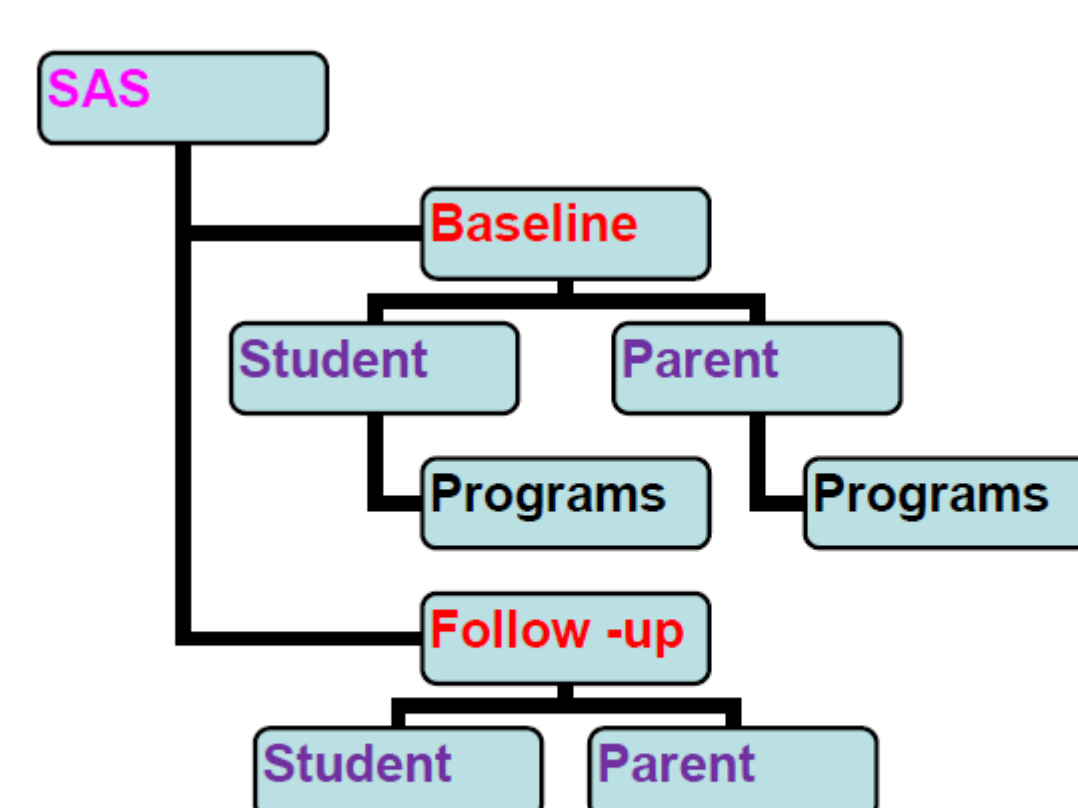 SAS
Baseline
Student
Parent
Programs
Programs
Follow -up
Student
Parent